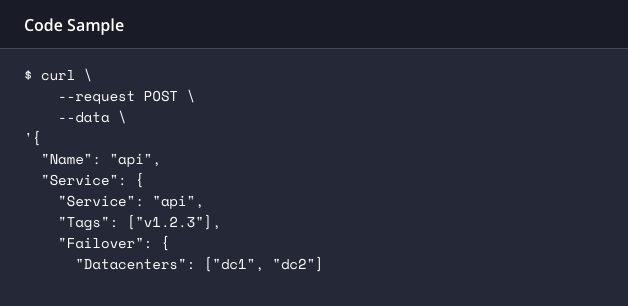 Code Sample
$ curl \
    --request POST \
    --data \
'{
  "Name": "api",
  "Service": {
    "Service": "api",
    "Tags": ["v1.2.3"],
    "Failover": {
      "Datacenters": ["dc1", "dc2"]